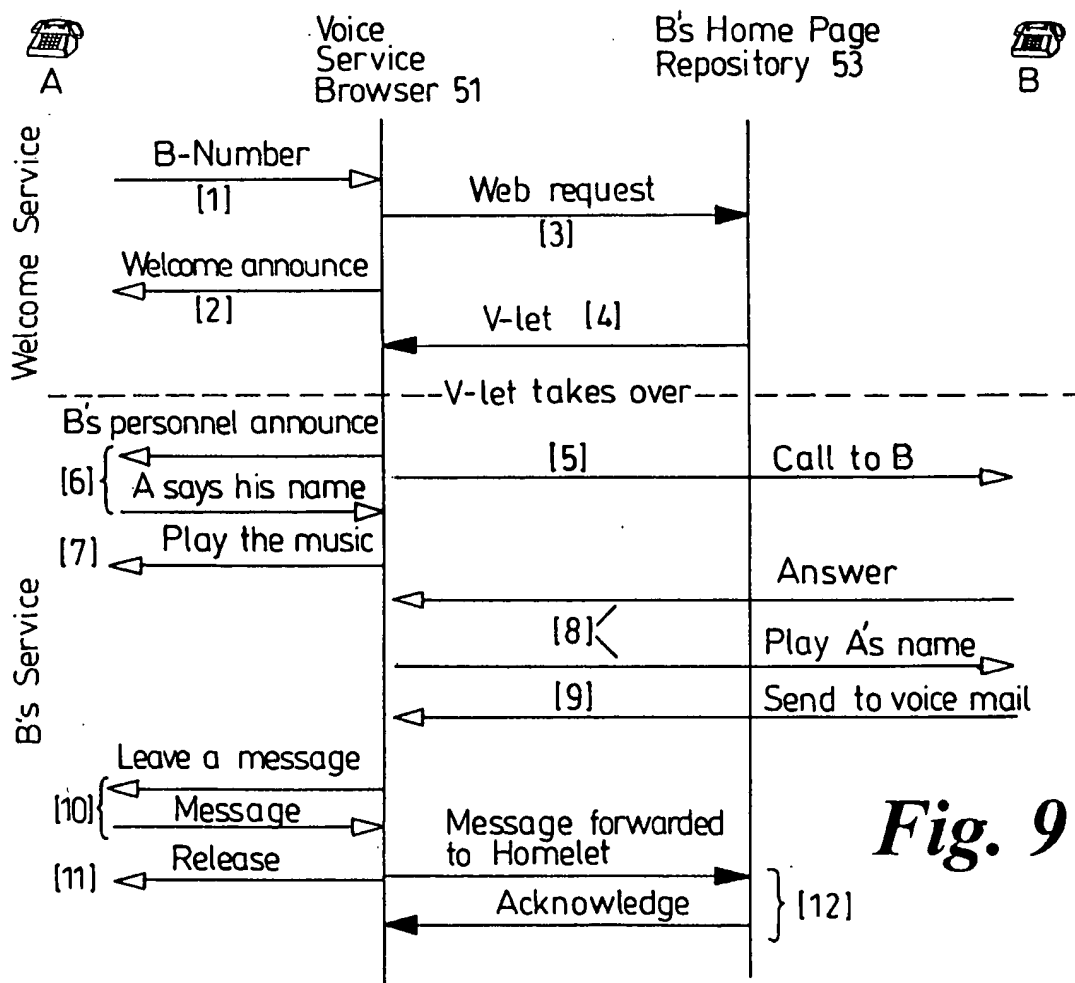 A
Voice
Service
Browser 51
B's Home Page
Repository 53
B
Welcome Service
B-Number
[1]
Web request
[3]
Welcome announce
[2]
V-let [4]
V-let takes over
B's Service
B's personnel announce
[5]
Call to B
[6]
A says his name
[7]
Play the music
Answer
[8]
Play A's name
[9]
Send to voice mail
Leave a message
[10]
Message
Message forwarded
to Homelet
[11]
Release
Acknowledge
[12]
Fig. 9